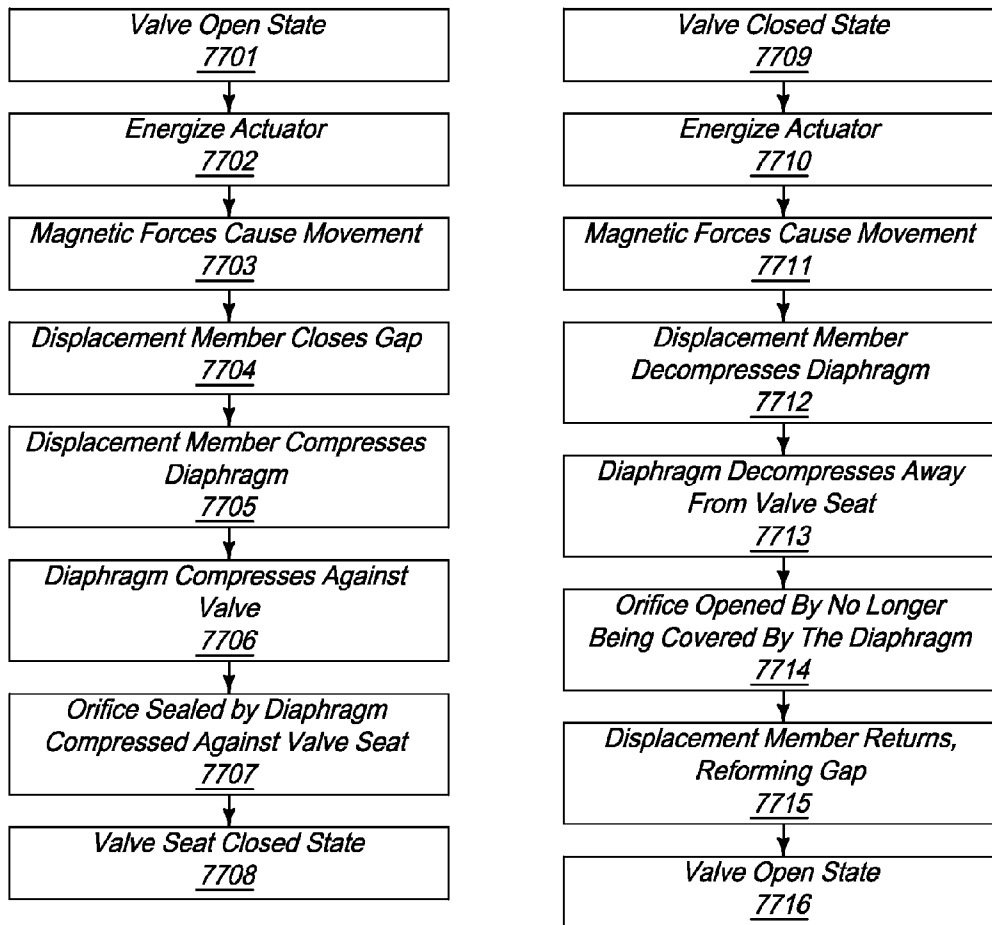 Valve Open State
7701
Energize Actuator
7702
Magnetic Forces Cause Movement
7703
Displacement Member Closes Gap
7704
Displacement Member Compresses
Diaphragm
7705
Diaphragm Compresses Against
Valve
7706
Orifice Sealed by Diaphragm
Compressed Against Valve Seat
7707
Valve Seat Closed State
7708
Valve Closed State
7709
Energize Actuator
7710
Magnetic Forces Cause Movement
7711
Displacement Member
Decompresses Diaphragm
7712
Diaphragm Decompresses Away
From Valve Seat
7713
Orifice Opened By No Longer
Being Covered By The Diaphragm
7714
Displacement Member Returns,
Reforming Gap
7715
Valve Open State
7716